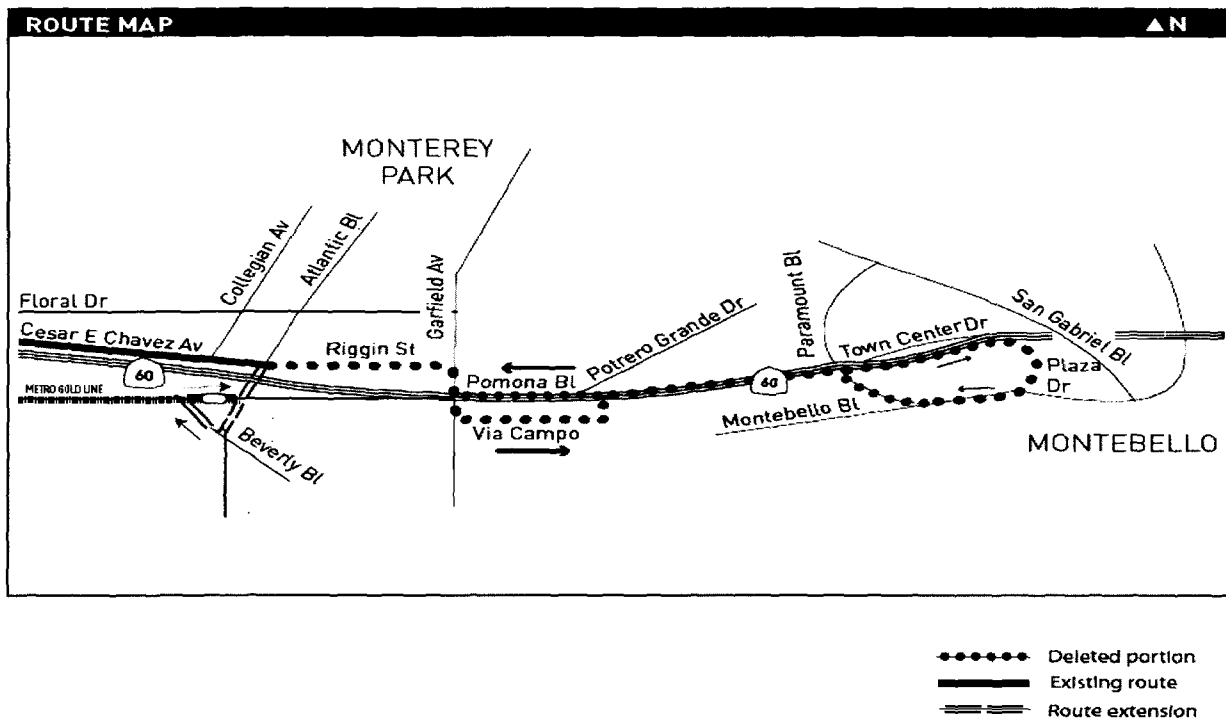 ROUTE MAP
▲N
MONTEREY
PARK
Collegian Av
Atlantic Bl
Garfield Av
Floral Dr
Cesar E Chavez Av
Riggin St
60
METRO GOLD LINE
Beverly Bl
Pomona Bl
Via Campo
Potrero Grande Dr
Paramount Bl
60
Town Center Dr
San Gabriel Bl
Plaza
Dr
Montebello Bl
MONTEBELLO
Deleted portion
Existing route
Route extension